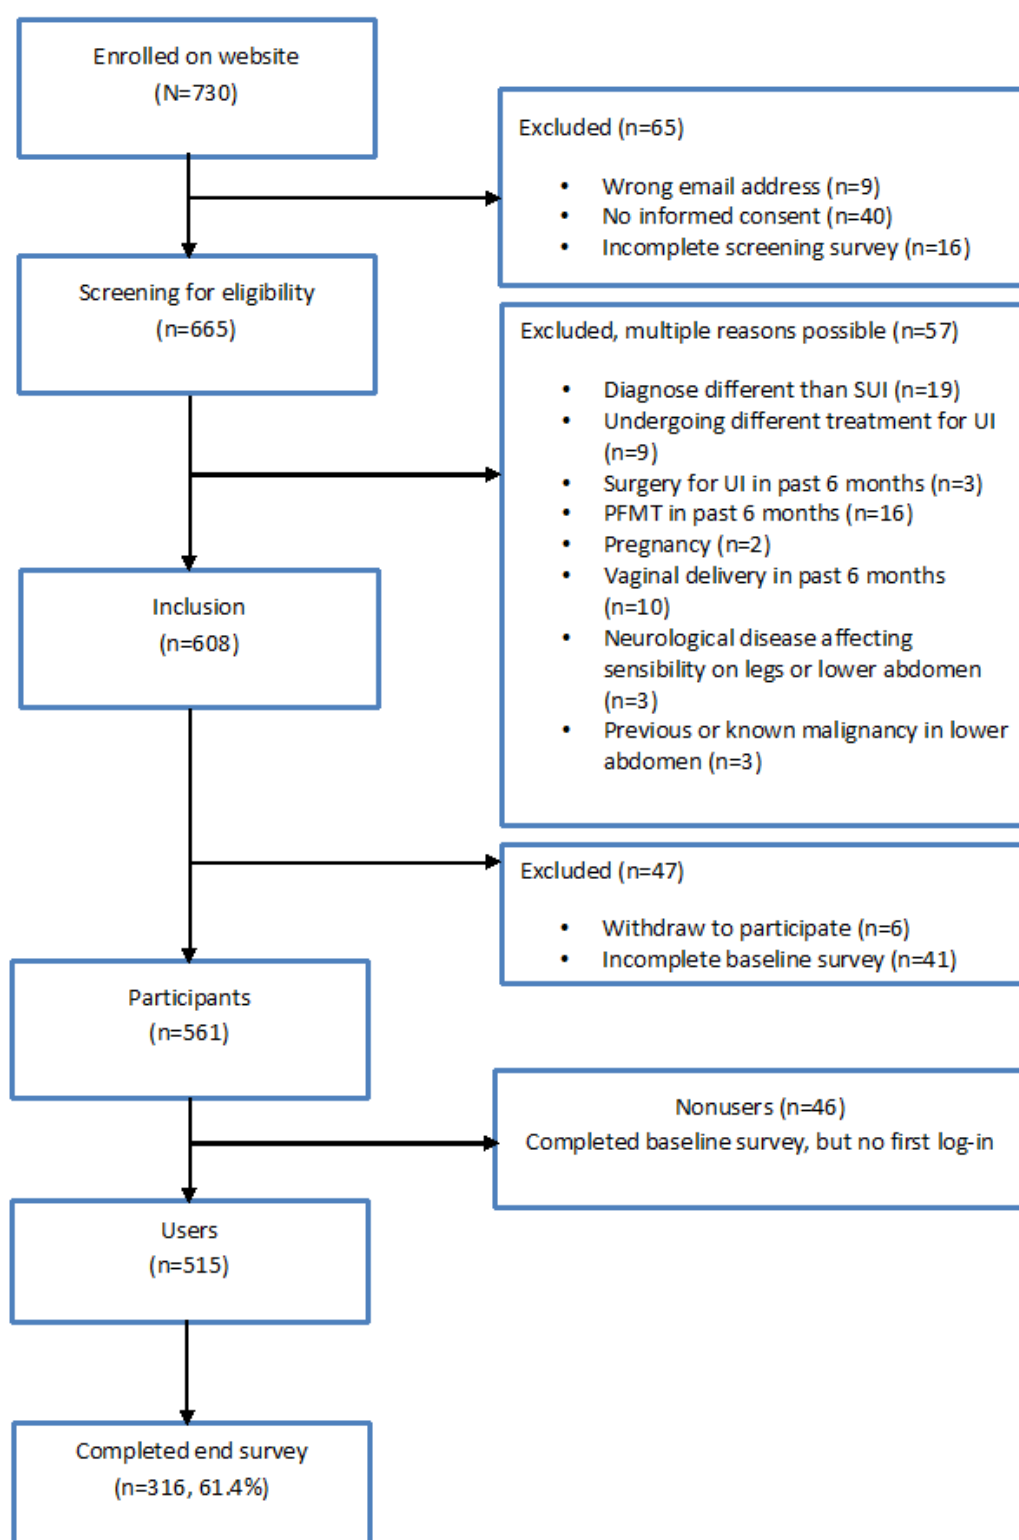 Enrolled on website
(N=730)
Excluded (n=65)
• Wrong email address (n=9)
• No informed consent (n=40)
• Incomplete screening survey (n=16)
Screening for eligibility
(n=665)
Excluded, multiple reasons possible (n=57)
• Diagnose different than SUI (n=19)
• Undergoing different treatment for UI
(n=9)
• Surgery for UI in past 6 months (n=3)
• PFMT in past 6 months (n=16)
• Pregnancy (n=2)
• Vaginal delivery in past 6 months
(n=10)
• Neurological disease affecting
sensibility on legs or lower abdomen
(n=3)
• Previous or known malignancy in lower
abdomen (n=3)
Inclusion
(n=608)
Excluded (n=47)
• Withdraw to participate (n=6)
• Incomplete baseline survey (n=41)
Participants
(n=561)
Nonusers (n=46)
Completed baseline survey, but no first log-in
Users
(n=515)
Completed end survey
(n=316, 61.4%)